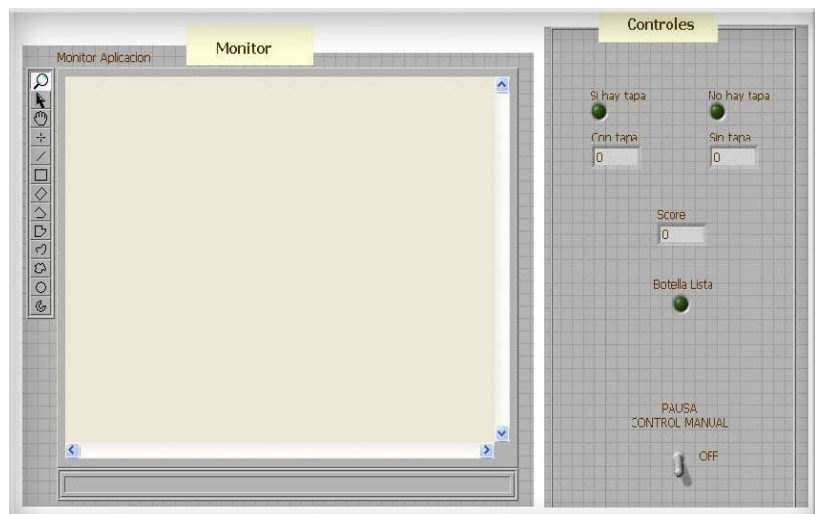 Monitor
Monitor Aplicacion
Controles
Si hay tapa
No hay tapa
Con tapa
Sin tapa
0
0
Score
0
Botella Lista
PAUSA
CONTROL MANUAL
OFF